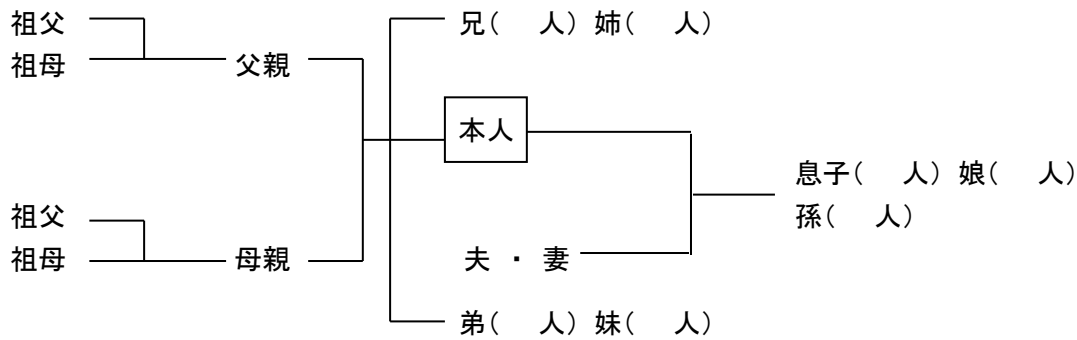 祖父
祖母
父親
祖父
祖母
母親
兄(　人) 姉(　人)
本人
夫 ・ 妻
弟(　人) 妹(　人)
息子(　人) 娘(　人)
孫(　人)